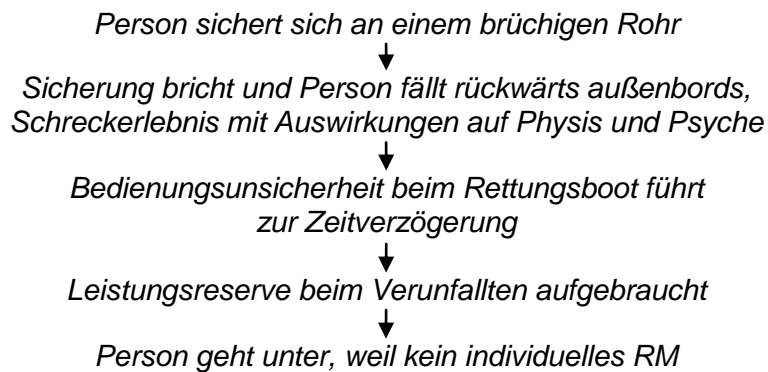 Person sichert sich an einem brüchigen Rohr
Sicherung bricht und Person fällt rückwärts außenbords,
Schreckerlebnis mit Auswirkungen auf Physis und Psyche
Bedienungsunsicherheit beim Rettungsboot führt
zur Zeitverzögerung
Leistungsreserve beim Verunfallten aufgebraucht
Person geht unter, weil kein individuelles RM